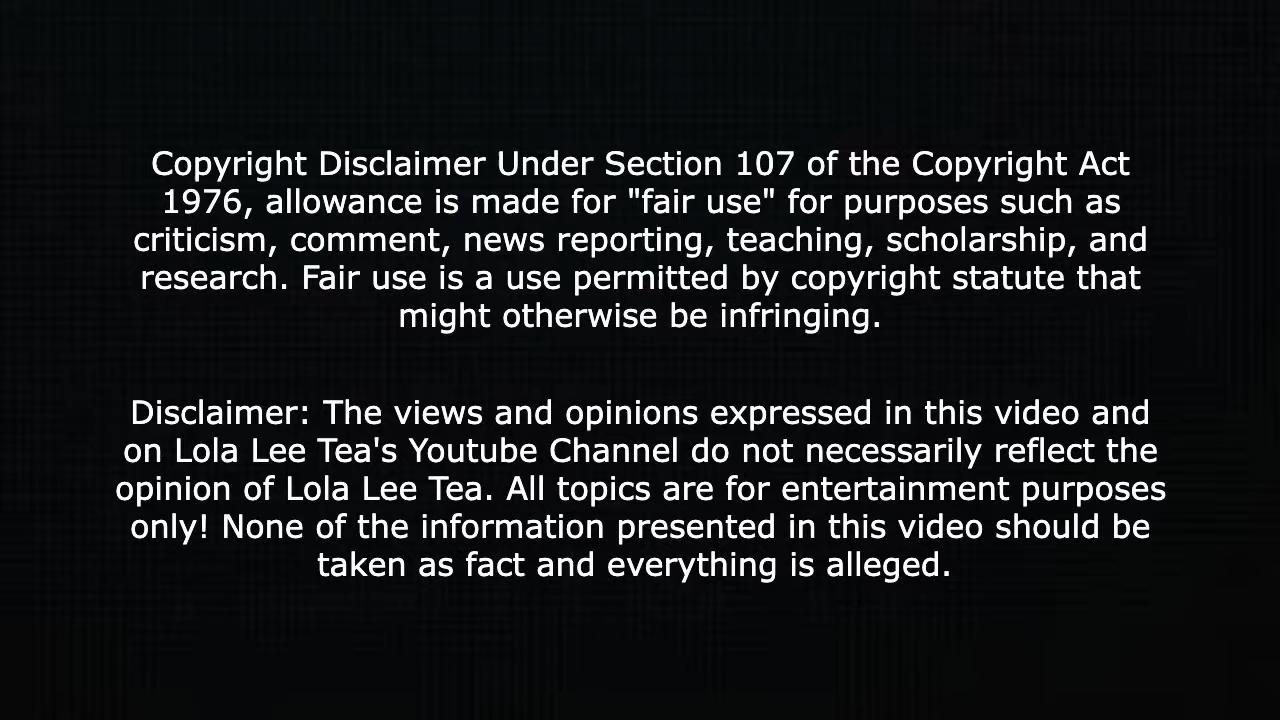 Copyright Disclaimer Under Section 107 of the Copyright Act
1976, allowance is made for "fair use" for purposes such as
criticism, comment, news reporting, teaching, scholarship, and
research. Fair use is a use permitted by copyright statute that
might otherwise be infringing.
Disclaimer: The views and opinions expressed in this video and
on Lola Lee Tea's Youtube Channel do not necessarily reflect the
opinion of Lola Lee Tea. All topics are for entertainment purposes
only! None of the information presented in this video should be
taken as fact and everything is alleged.